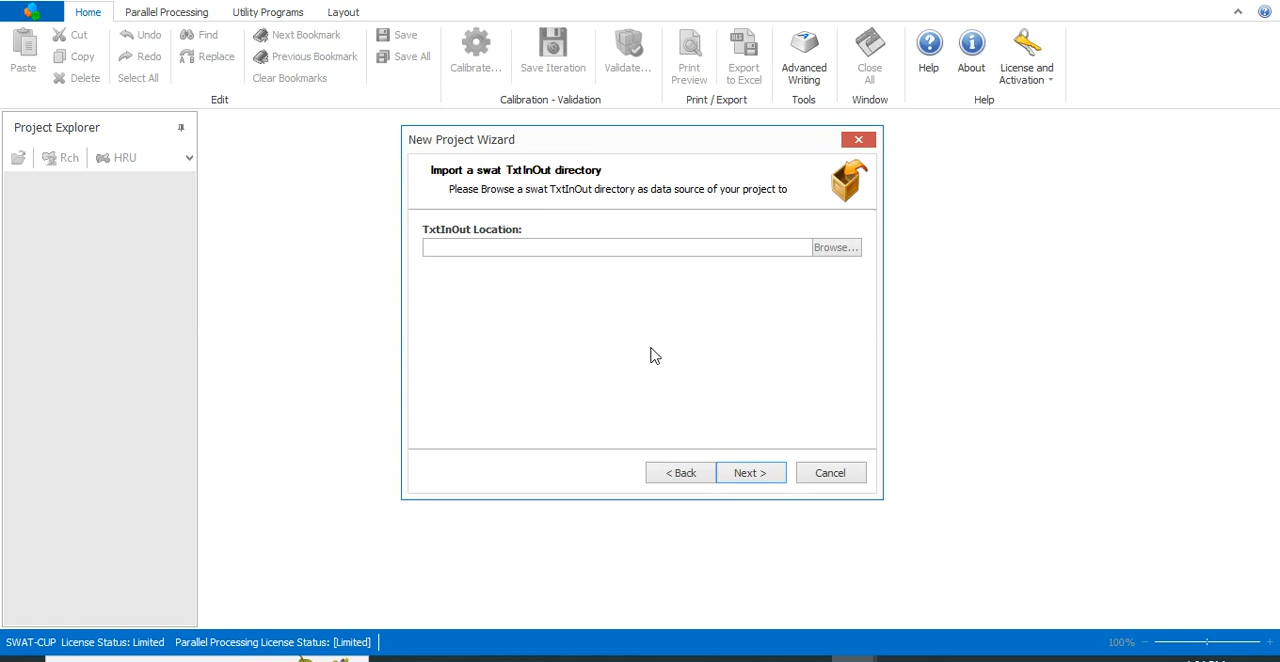 Home Parallel Processing Utility Programs Layout
Paste
Cut
Copy
Delete
Undo
Redo
Select All
Find
Replace
Edit
Next Bookmark
Previous Bookmark
Clear Bookmarks
Save
Save All
Calibrate...
Save Iteration
Validate...
Calibration - Validation
Print
Preview
Export
to Excel
Print / Export
Advanced
Writing
Tools
Close
All
Window
Help
About
License and
Activation
Help
Project Explorer
Rch HRU
New Project Wizard
Import a swat TxtInOut directory
Please Browse a swat TxtInOut directory as data source of your project to
TxtInOut Location:
Browse...
< Back Next > Cancel
SWAT-CUP License Status: Limited Parallel Processing License Status: [Limited] 100%